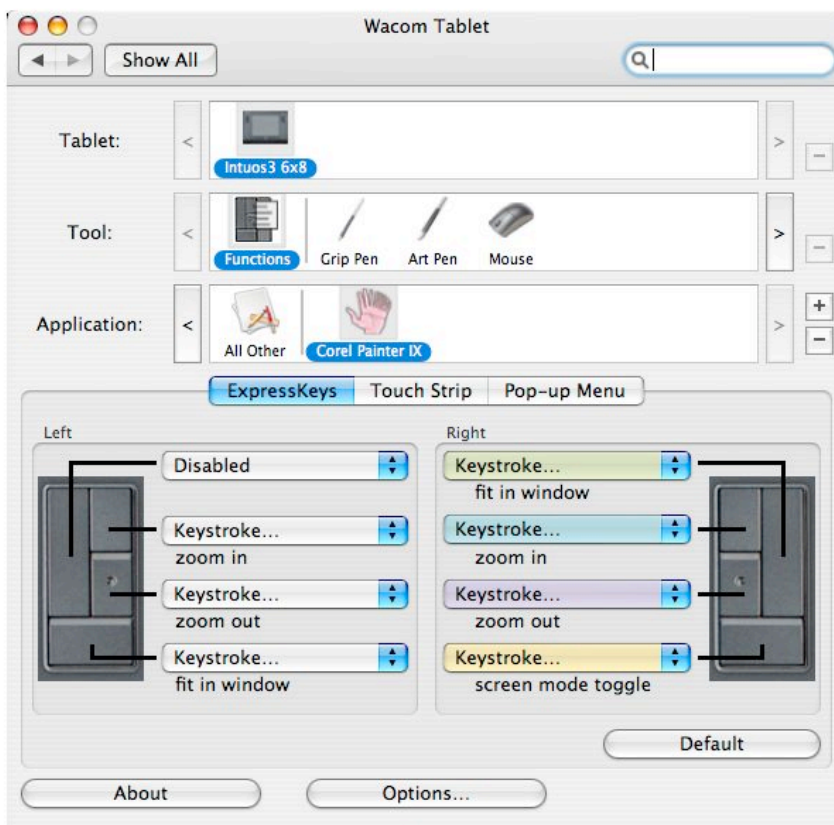 Wacom Tablet
Show All
Tablet:
<
Intuos3 6x8
>
−
Tool:
<
Functions
Grip Pen
Art Pen
Mouse
>
−
Application:
<
All Other
Corel Painter IX
>
+
−
ExpressKeys
Touch Strip
Pop-up Menu
Left
Right
Disabled
Keystroke...
fit in window
Keystroke...
zoom in
Keystroke...
zoom in
Keystroke...
zoom out
Keystroke...
zoom out
Keystroke...
fit in window
Keystroke...
screen mode toggle
Default
About
Options...